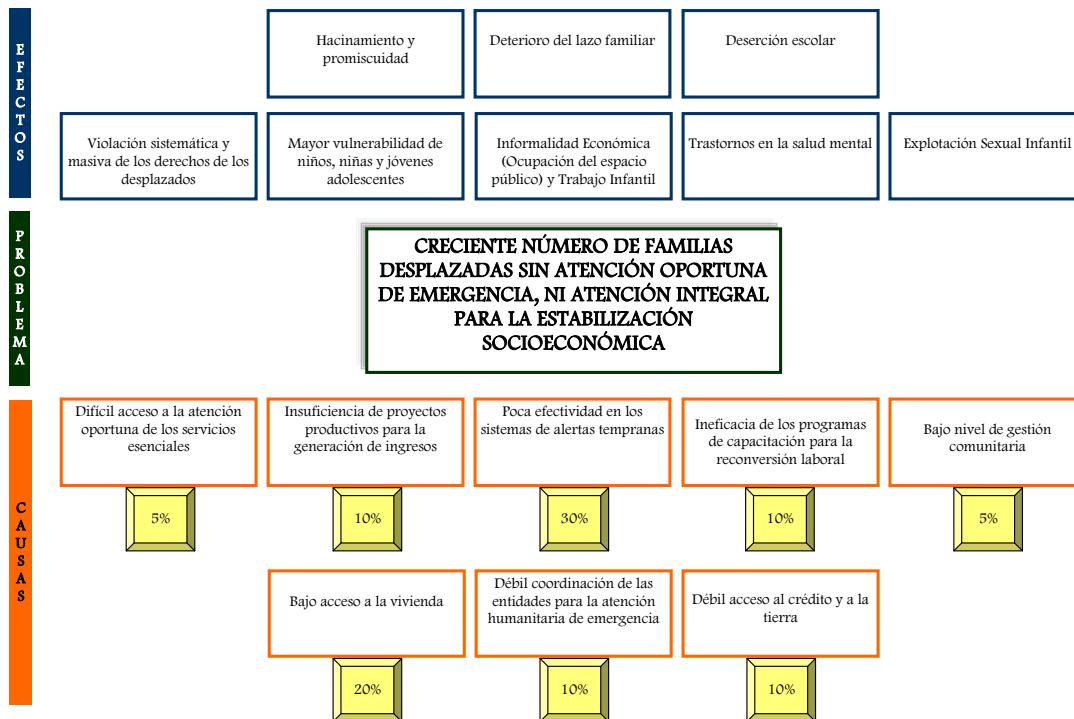 EFECTOS
Hacinamiento y
promiscuidad
Deterioro del lazo familiar
Deserción escolar
Violación sistemática y
masiva de los derechos de los
desplazados
Mayor vulnerabilidad de
niños, niñas y jóvenes
adolescentes
Informalidad Económica
(Ocupación del espacio
público) y Trabajo Infantil
Trastornos en la salud mental
Explotación Sexual Infantil
PROBLEMA
CRECIENTE NÚMERO DE FAMILIAS
DESPLAZADAS SIN ATENCIÓN OPORTUNA
DE EMERGENCIA, NI ATENCIÓN INTEGRAL
PARA LA ESTABILIZACIÓN
SOCIOECONÓMICA
CAUSAS
Difícil acceso a la atención
oportuna de los servicios
esenciales
Insuficiencia de proyectos
productivos para la
generación de ingresos
Poca efectividad en los
sistemas de alertas tempranas
Ineficacia de los programas
de capacitación para la
reconversión laboral
Bajo nivel de gestión
comunitaria
5%
10%
30%
10%
5%
Bajo acceso a la vivienda
Débil coordinación de las
entidades para la atención
humanitaria de emergencia
Débil acceso al crédito y a la
tierra
20%
10%
10%